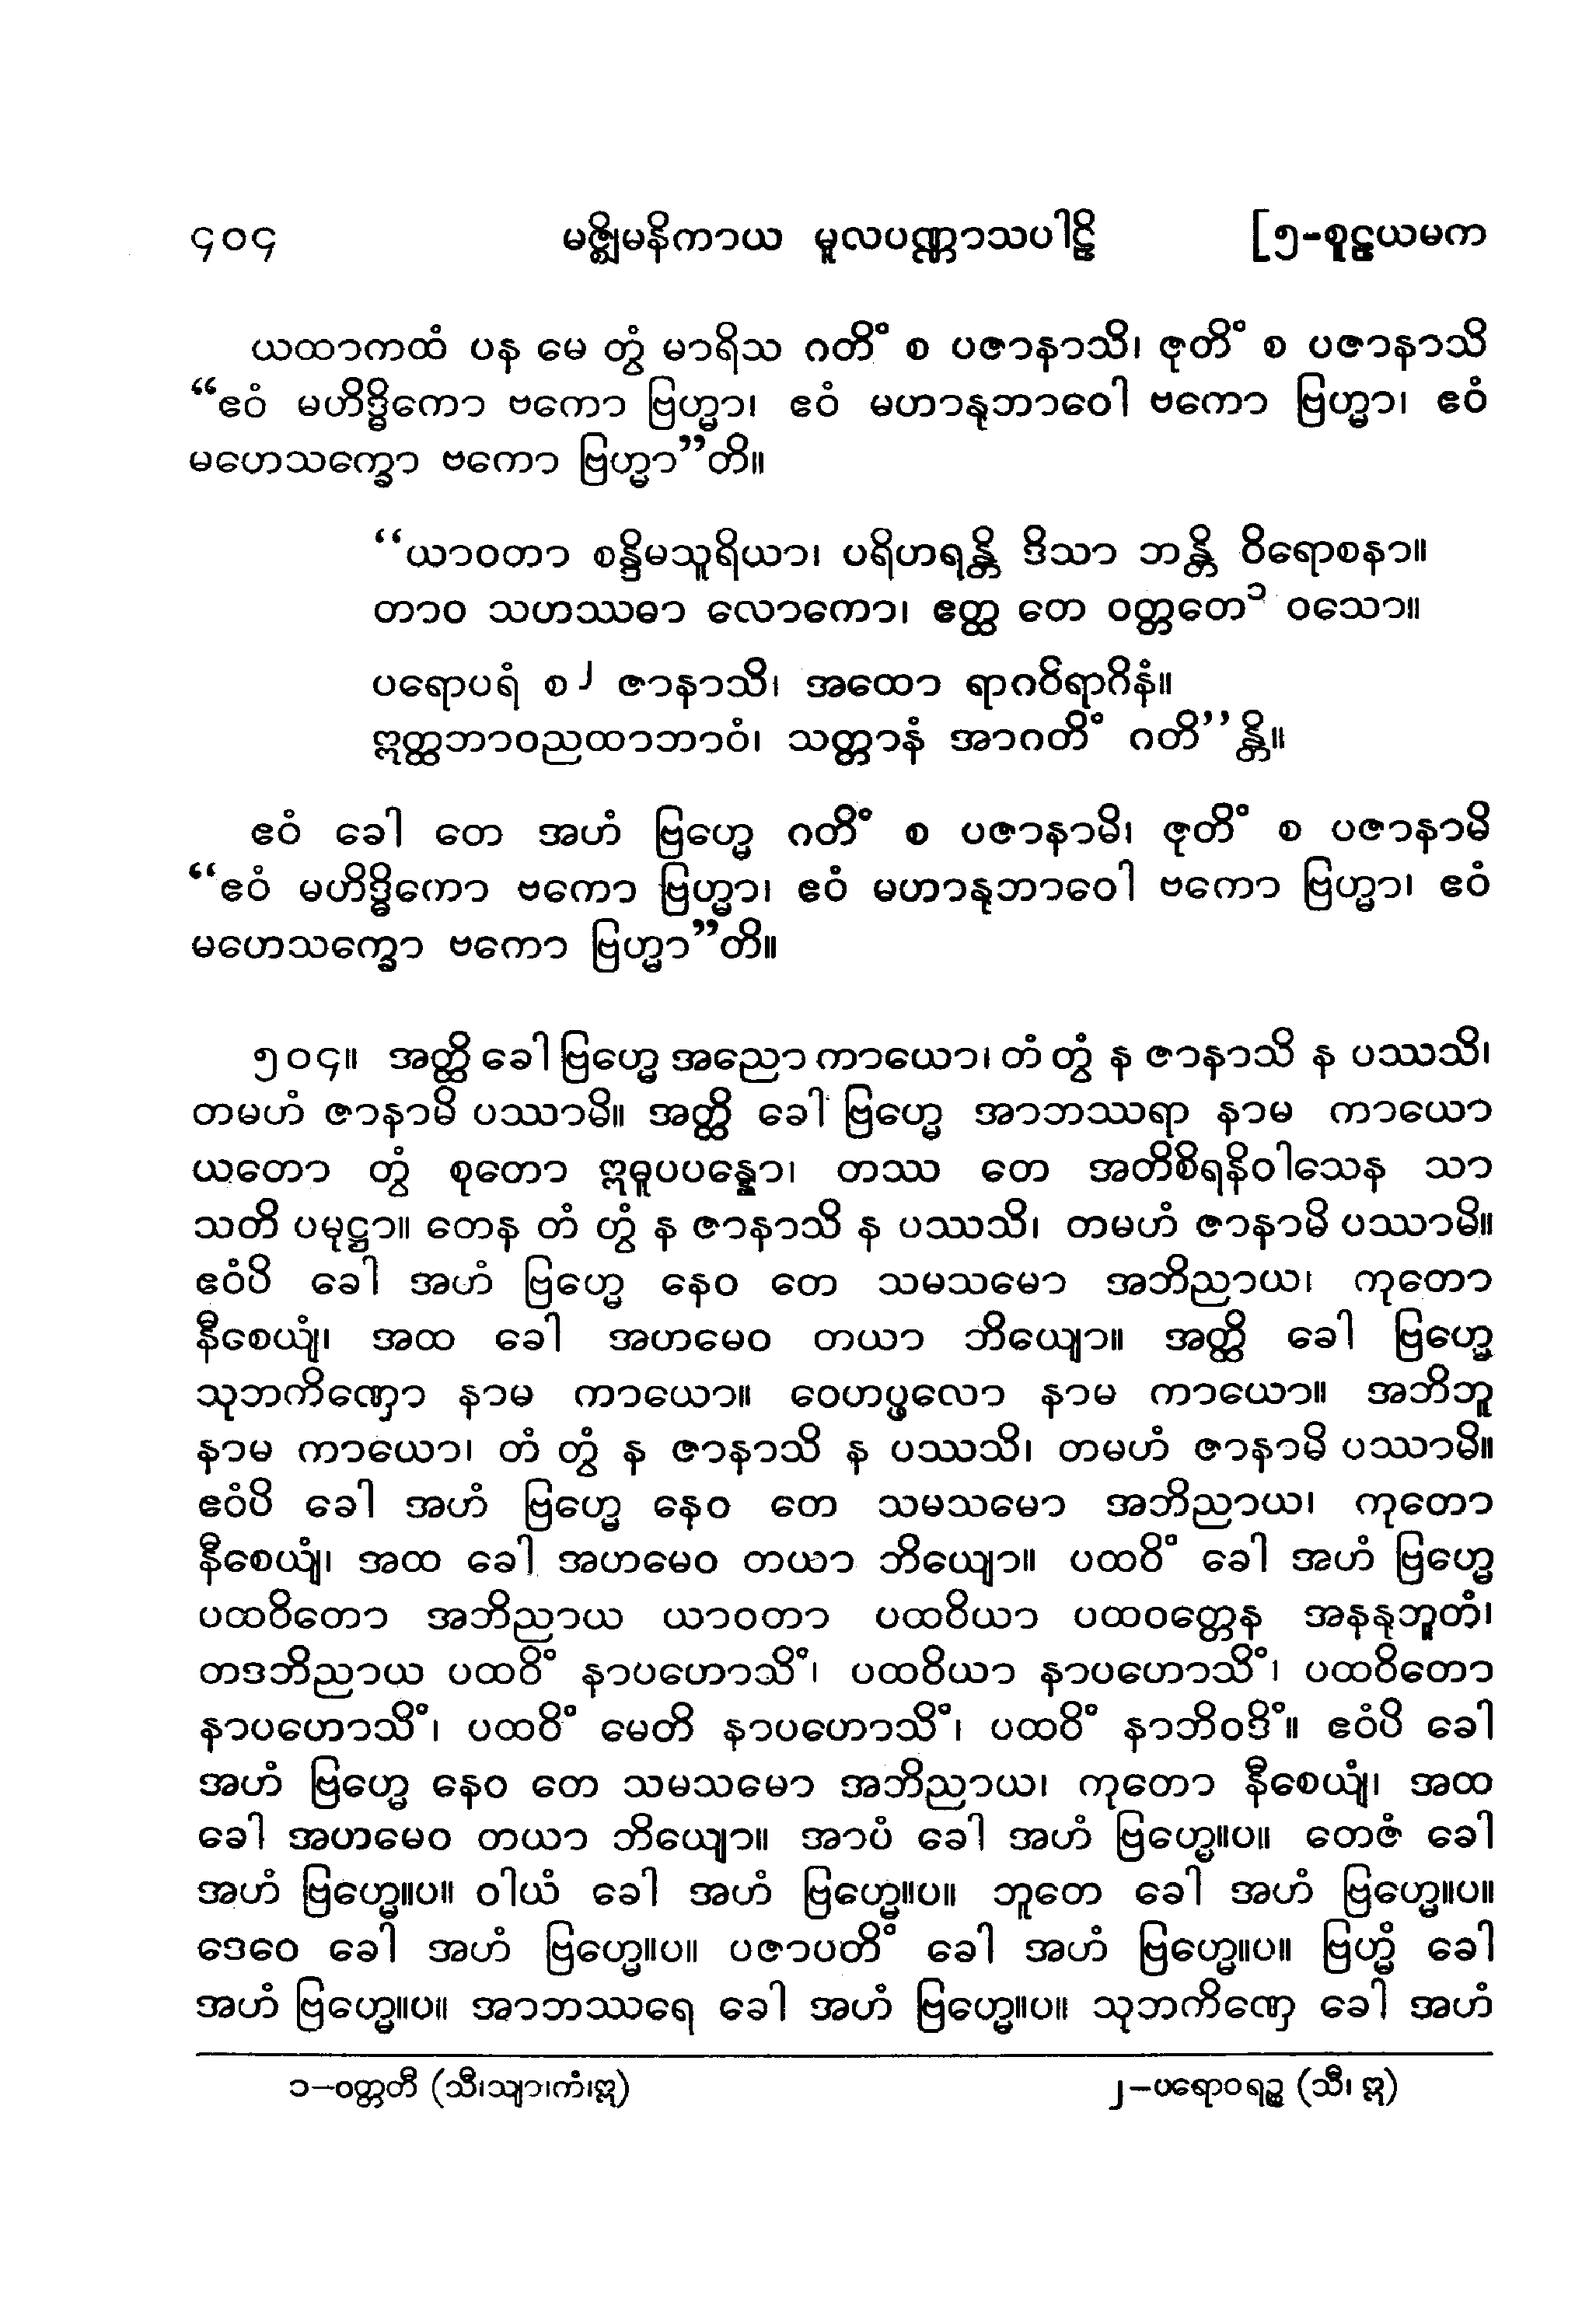 ၄၀၄ မဇ္ဈိမနိကာယ မူလပဏ္ဏာသပါဠိ [၅-စူဠယမက
ယထာကထံ ပန မေ တွံ မာရိသ ဂတိံ စ ပဇာနာသိ၊ ဇုတိံ စ ပဇာနာသိ
“ဧဝံ မဟိဒ္ဓိကော ဗကော ဗြဟ္မာ၊ ဧဝံ မဟာနုဘာဝေါ ဗကော ဗြဟ္မာ၊ ဧဝံ
မဟေသက္ခော ဗကော ဗြဟ္မာ”တိ။
“ယာဝတာ စန္ဒိမသူရိယာ၊ ပရိဟရန္တိ ဒိသာ ဘန္တိ ဝိရောစနာ။
တာဝ သဟဿဓာ လောကော၊ ဧတ္ထ တေ ဝတ္တတေ၁ ဝသော။
ပရောပရံ စ၂ ဇာနာသိ၊ အထော ရာဂဝိရာဂိနံ။
ဣတ္ထဘာဝညထာဘာဝံ၊ သတ္တာနံ အာဂတိံ ဂတိ”န္တိ။
ဧဝံ ခေါ တေ အဟံ ဗြဟ္မေ ဂတိံ စ ပဇာနာမိ၊ ဇုတိံ စ ပဇာနာမိ
“ဧဝံ မဟိဒ္ဓိကော ဗကော ဗြဟ္မာ၊ ဧဝံ မဟာနုဘာဝေါ ဗကော ဗြဟ္မာ၊ ဧဝံ
မဟေသက္ခော ဗကော ဗြဟ္မာ”တိ။
၅၀၄။ အတ္ထိ ခေါ ဗြဟ္မေ အညော ကာယော၊ တံ တွံ န ဇာနာသိ န ပဿသိ၊
တမဟံ ဇာနာမိ ပဿာမိ။ အတ္ထိ ခေါ ဗြဟ္မေ အာဘဿရာ နာမ ကာယော
ယတော တွံ စုတော ဣဓူပပန္နော၊ တဿ တေ အတိစိရနိဝါသေန သာ
သတိ ပမုဋ္ဌာ။ တေန တံ တွံ န ဇာနာသိ န ပဿသိ၊ တမဟံ ဇာနာမိ ပဿာမိ။
ဧဝံပိ ခေါ အဟံ ဗြဟ္မေ နေဝ တေ သမသမော အဘိညာယ၊ ကုတော
နီစေယျံ၊ အထ ခေါ အဟမေဝ တယာ ဘိယျော။ အတ္ထိ ခေါ ဗြဟ္မေ
သုဘကိဏှော နာမ ကာယော။ ဝေဟပ္ဖလော နာမ ကာယော။ အဘိဘူ
နာမ ကာယော၊ တံ တွံ န ဇာနာသိ န ပဿသိ၊ တမဟံ ဇာနာမိ ပဿာမိ။
ဧဝံပိ ခေါ အဟံ ဗြဟ္မေ နေဝ တေ သမသမော အဘိညာယ၊ ကုတော
နီစေယျံ၊ အထ ခေါ အဟမေဝ တယာ ဘိယျော။ ပထဝိံ ခေါ အဟံ ဗြဟ္မေ
ပထဝိတော အဘိညာယ ယာဝတာ ပထဝိယာ ပထဝတ္တေန အနနုဘူတံ၊
တဒဘိညာယ ပထဝိံ နာပဟောသိံ၊ ပထဝိယာ နာပဟောသိံ၊ ပထဝိတော
နာပဟောသိံ၊ ပထဝိံ မေတိ နာပဟောသိံ၊ ပထဝိံ နာဘိဝဒိံ။ ဧဝံပိ ခေါ
အဟံ ဗြဟ္မေ နေဝ တေ သမသမော အဘိညာယ၊ ကုတော နီစေယျံ၊ အထ
ခေါ အဟမေဝ တယာ ဘိယျော။ အာပံ ခေါ အဟံ ဗြဟ္မေ။ပ။ တေဇံ ခေါ
အဟံ ဗြဟ္မေ။ပ။ ဝါယံ ခေါ အဟံ ဗြဟ္မေ။ပ။ ဘူတေ ခေါ အဟံ ဗြဟ္မေ။ပ။
ဒေဝေ ခေါ အဟံ ဗြဟ္မေ။ပ။ ပဇာပတိံ ခေါ အဟံ ဗြဟ္မေ။ပ။ ဗြဟ္မံ ခေါ
အဟံ ဗြဟ္မေ။ပ။ အာဘဿရေ ခေါ အဟံ ဗြဟ္မေ။ပ။ သုဘကိဏှေ ခေါ အဟံ
၁–ဝတ္တတီ (သီ၊သျာ၊ကံ၊ဣ) ၂–ပရောဝရဉ္စ (သီ၊ ဣ)